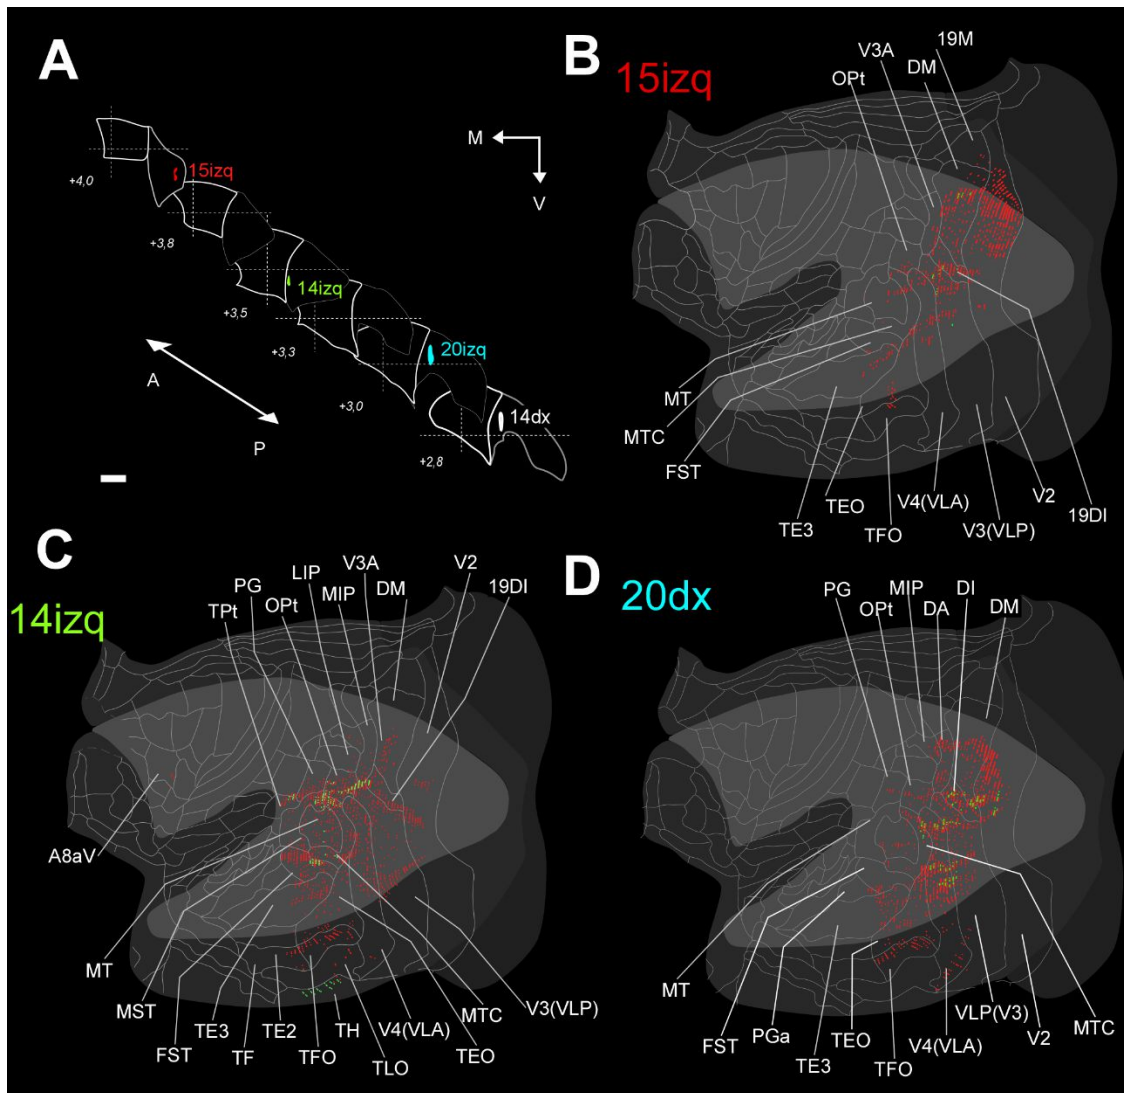 A
M
V
15izq
+4,0
+3,8
14izq
+3,5
20izq
+3,3
A
P
+3,0
14dx
+2,8
B
15izq
19M
V3A
DM
OPt
MT
MTC
FST
TE3
TEO
TFO
V4(VLA)
V3(VLP)
V2
19DI
C
14izq
V3A
V2
LIP
PG
MIP
DM
OPt
19DI
TPt
A8aV
MT
MST
FST
TE3
TF
TE2
TFO
TH
TLO
V4(VLA)
TEO
MTC
V3(VLP)
D
20dx
PG
MIP
DI
OPt
DA
DM
MT
FST
PGa
TE3
TEO
TFO
V4(VLA)
VLP(V3)
V2
MTC